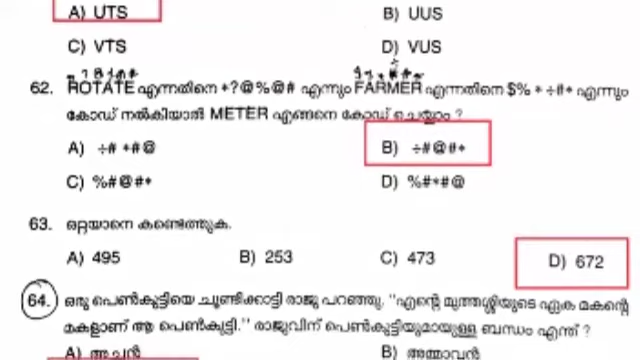 A) UTS B) UUS
C) VTS D) VUS
62. ROTATE എന്നതിനെ *?@%@# എന്നും FARMER എന്നതിനെ $%*÷#* എന്നും
കോഡ് നൽകിയാൽ METER എങ്ങനെ കോഡ് ചെയ്യാം ?
A) ÷#*#@ B) ÷#@#*
C) %#@#* D) %#*#@
63. ഒറ്റയാനെ കണ്ടെത്തുക.
A) 495 B) 253 C) 473 D) 672
64. ഒരു പെൺകുട്ടിയെ ചൂണ്ടിക്കാട്ടി രാജു പറഞ്ഞു. "എന്റെ മുത്തശ്ശിയുടെ ഏക മകന്റെ
മകളാണ് ആ പെൺകുട്ടി." രാജുവിന് പെൺകുട്ടിയുമായുള്ള ബന്ധം എന്ത് ?
A) അച്ഛൻ B) അമ്മാവൻ